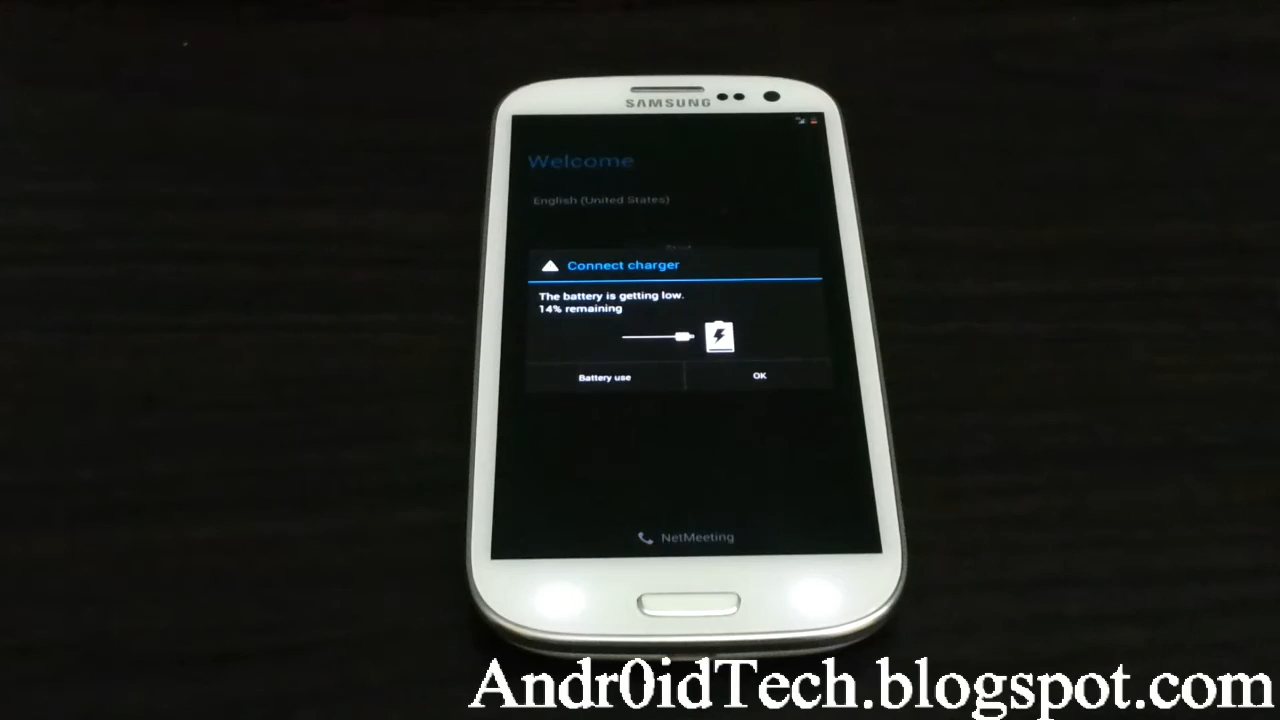 SAMSUNG
Welcome
English (United States)
Connect charger
The battery is getting low.
14% remaining
Battery use
OK
NetMeeting
Andr0idTech.blogspot.com